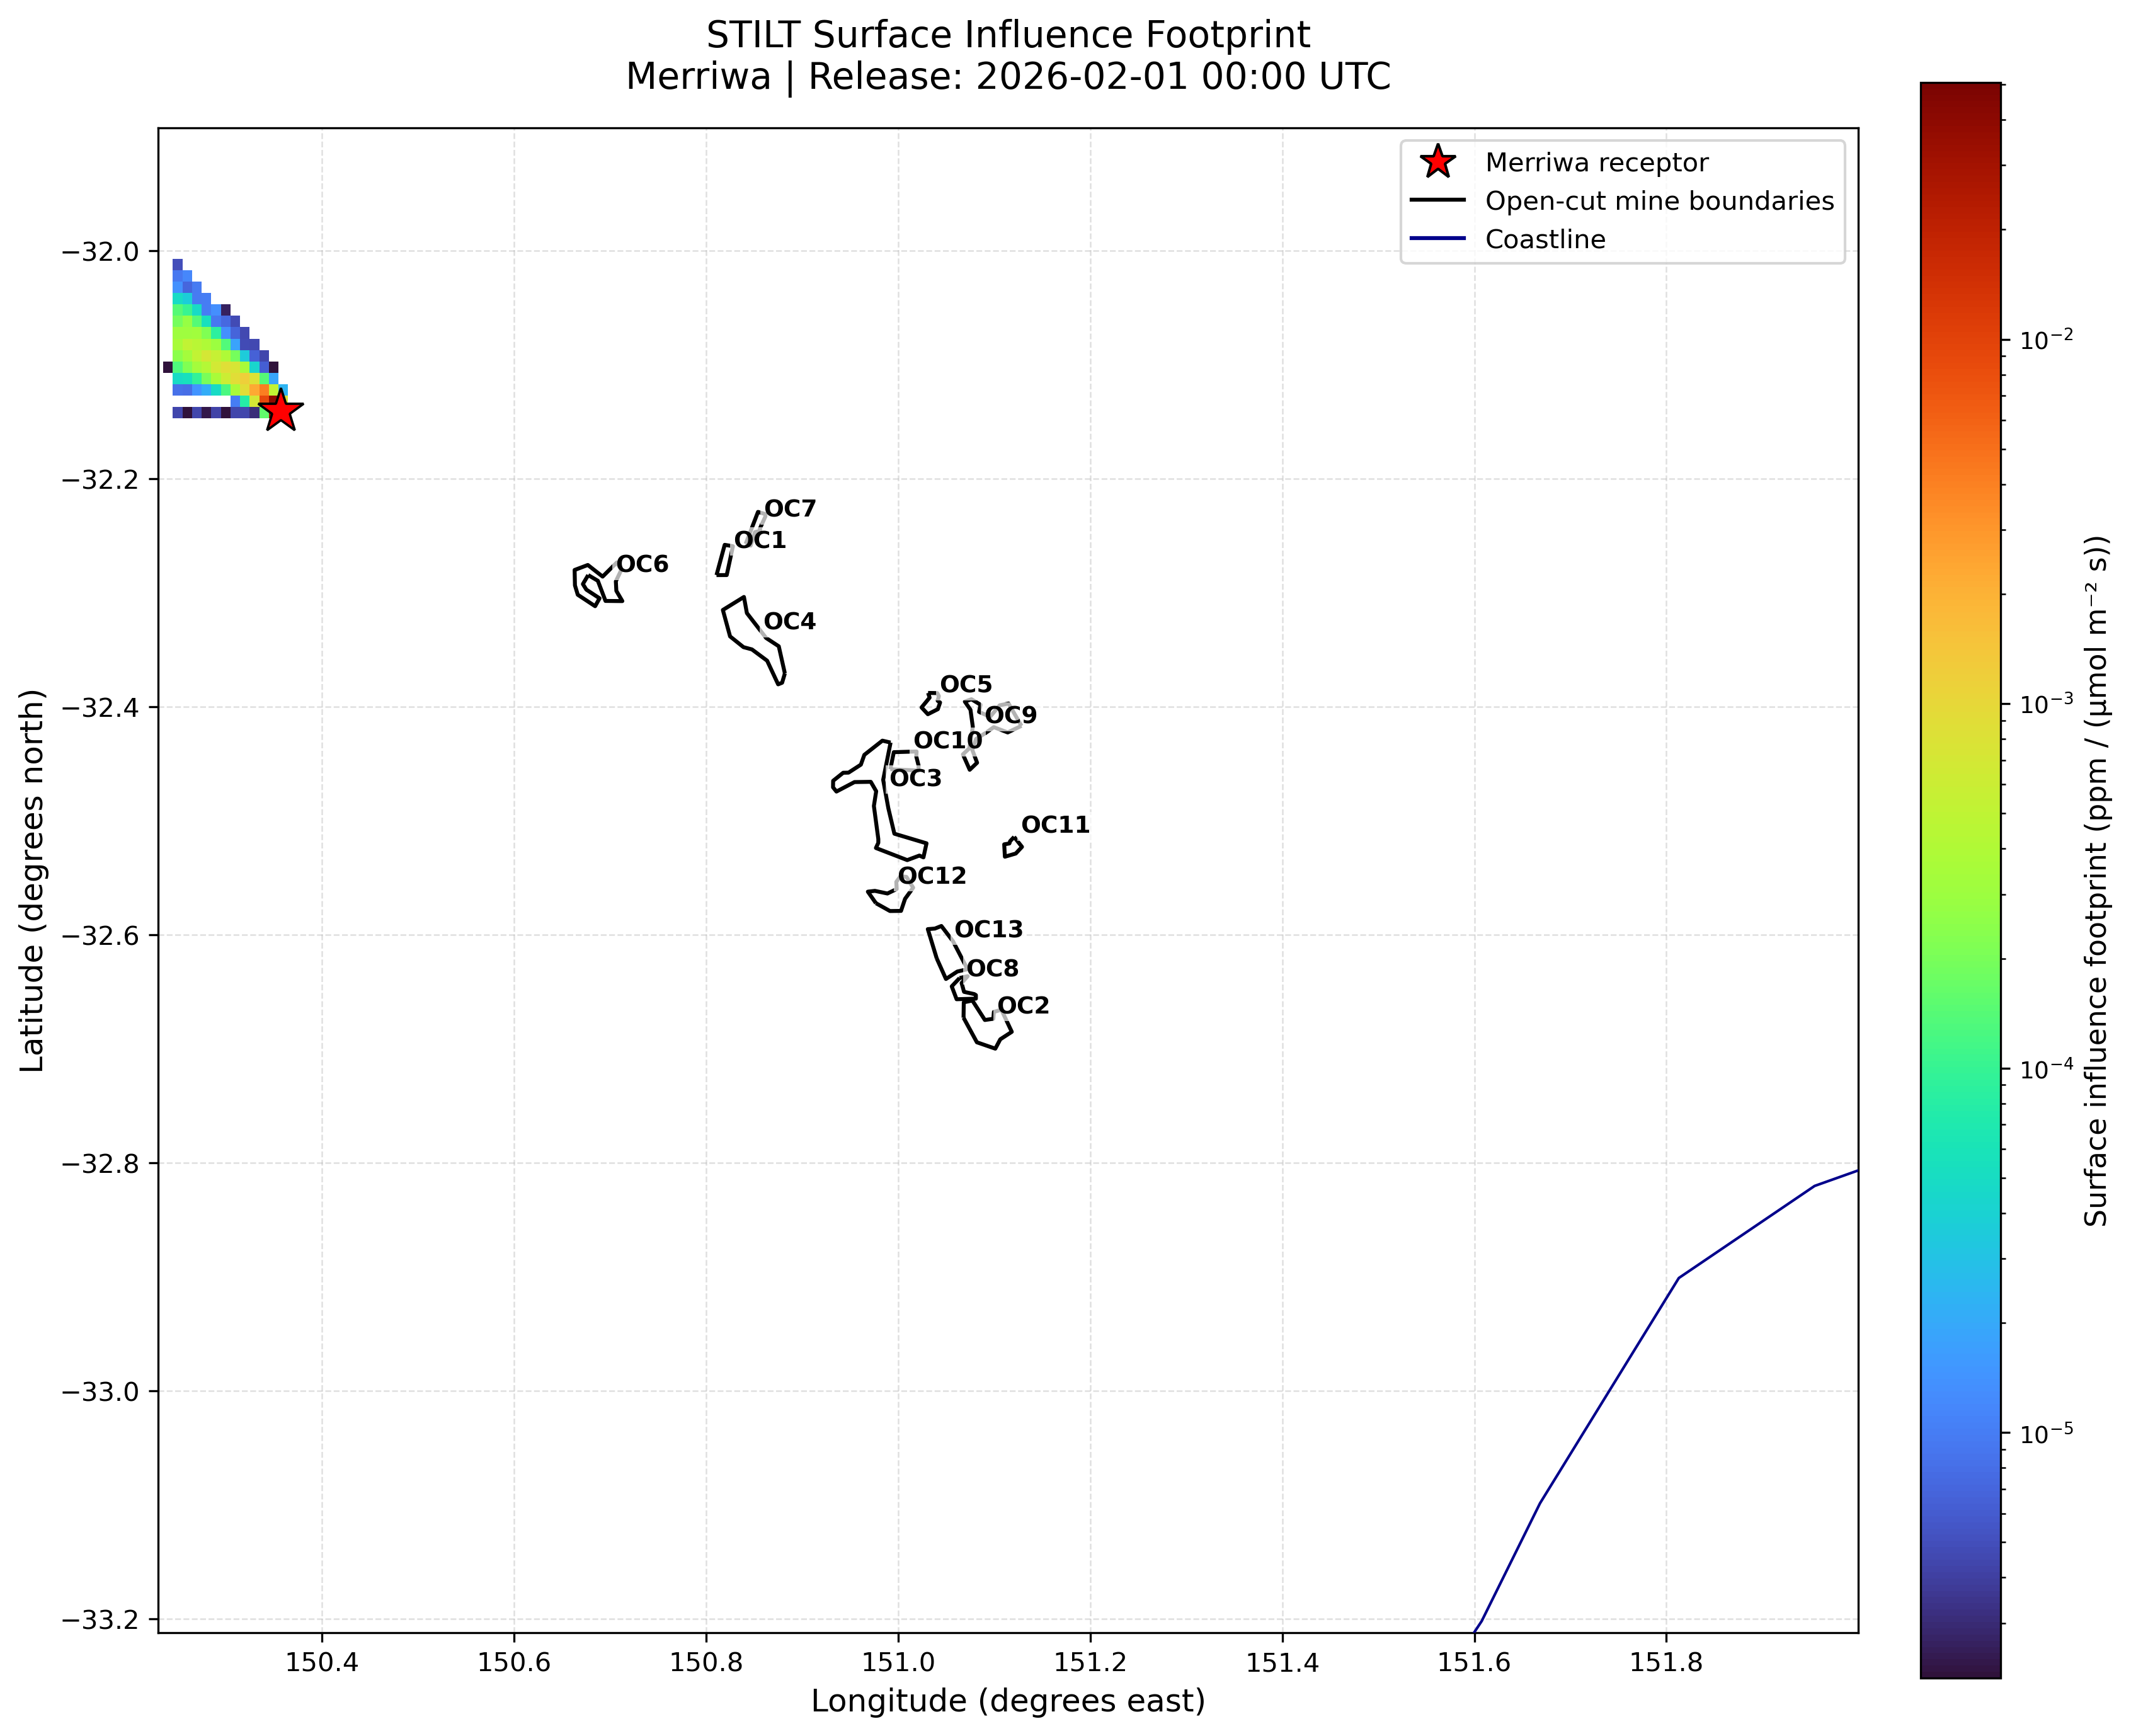 STILT Surface Influence Footprint
Merriwa | Release: 2026-02-01 00:00 UTC
Merriwa receptor
Open-cut mine boundaries
Coastline
−32.0
−32.2
−32.4
−32.6
−32.8
−33.0
−33.2
Latitude (degrees north)
OC7
OC1
OC6
OC4
OC5
OC9
OC10
OC3
OC11
OC12
OC13
OC8
OC2
150.4
150.6
150.8
151.0
151.2
151.4
151.6
151.8
Longitude (degrees east)
10⁻²
10⁻³
10⁻⁴
10⁻⁵
Surface influence footprint (ppm / (μmol m⁻² s))